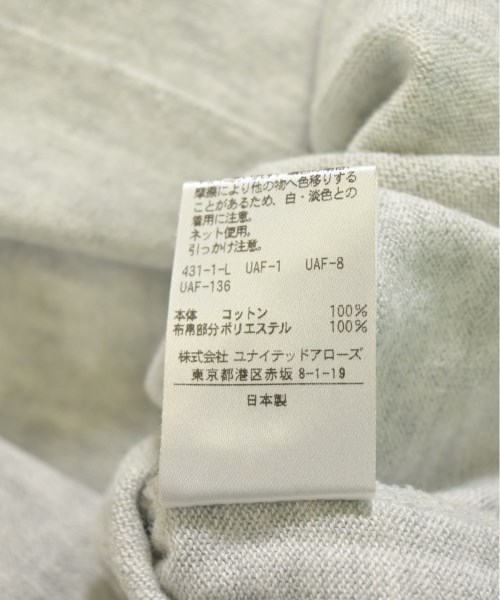 摩擦により他の物へ色移りする
ことがあるため、白・淡色との
着用に注意。
ネット使用。
引っかけ注意。
431-1-L UAF-1 UAF-8
UAF-136
本体 コットン 100%
布帛部分ポリエステル 100%
株式会社 ユナイテッドアローズ
東京都港区赤坂 8-1-19
日本製